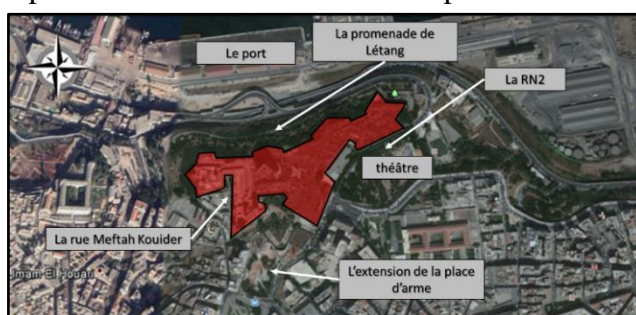 La promenade de
Létang
Le port
La RN2
théâtre
La rue Meftah Kouider
Imam El Houari
L'extension de la place
d'arme